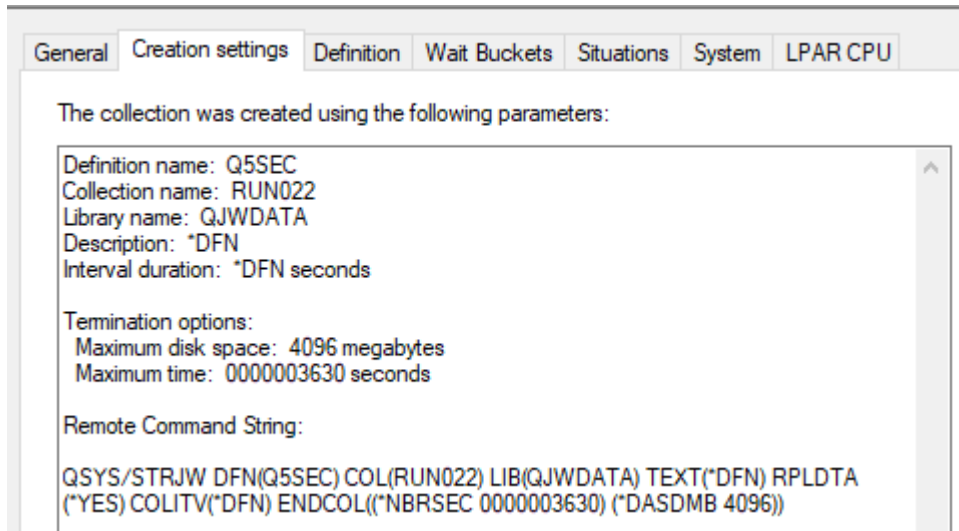 General Creation settings Definition Wait Buckets Situations System LPAR CPU
The collection was created using the following parameters:
Definition name: Q5SEC
Collection name: RUN022
Library name: QJWDATA
Description: *DFN
Interval duration: *DFN seconds
Termination options:
Maximum disk space: 4096 megabytes
Maximum time: 0000003630 seconds
Remote Command String:
QSYS/STRJW DFN(Q5SEC) COL(RUN022) LIB(QJWDATA) TEXT(*DFN) RPLDTA
(*YES) COLITV(*DFN) ENDCOL((*NBRSEC 0000003630) (*DASDMB 4096))